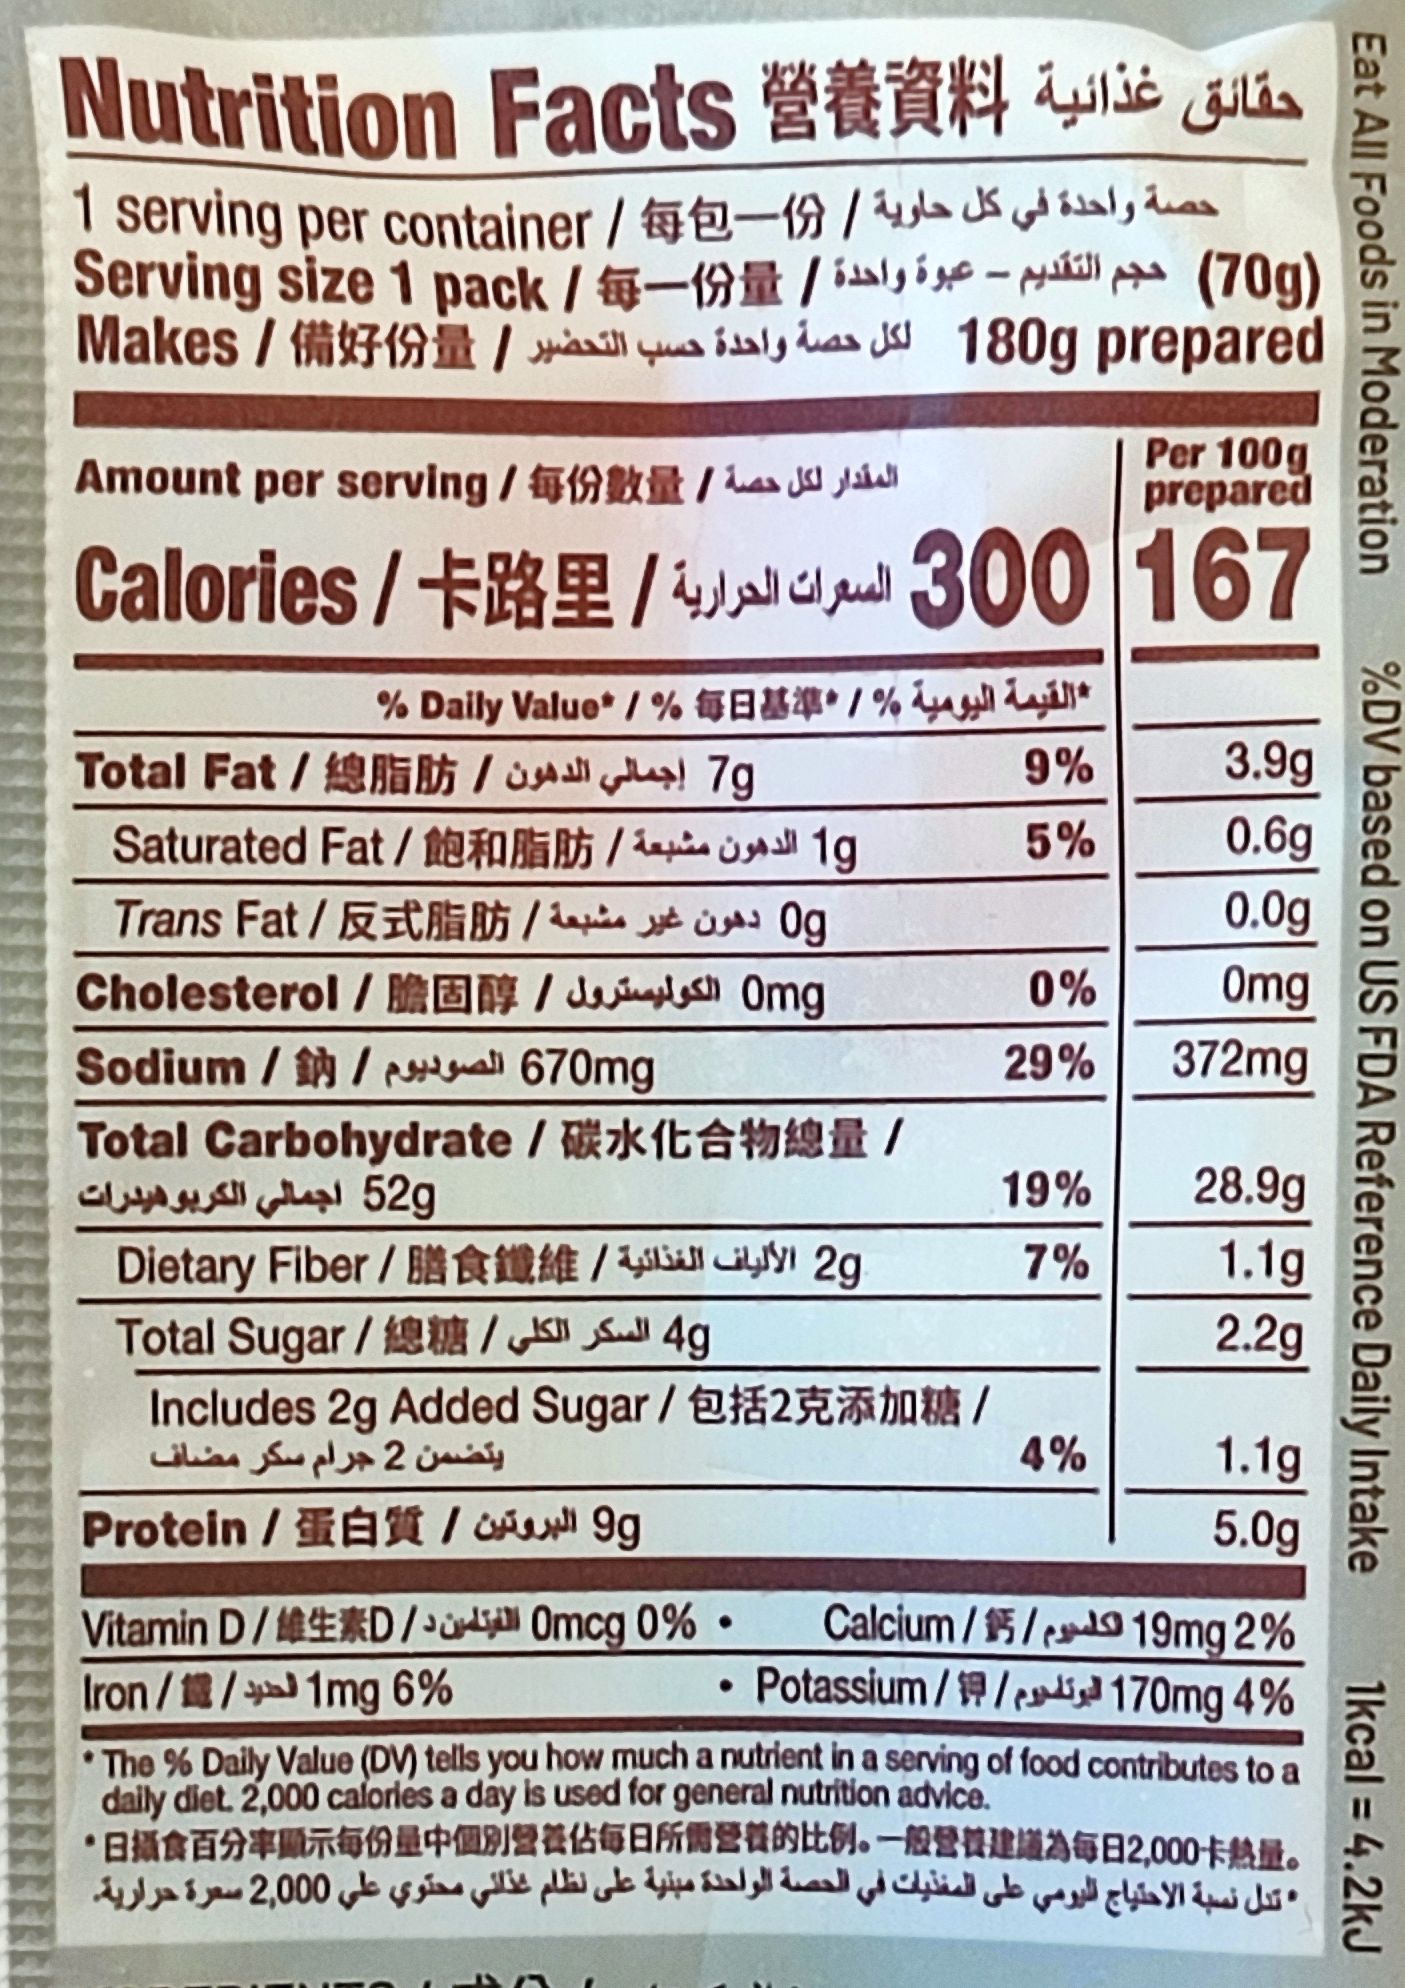 Nutrition Facts 營養資料 حقائق غذائية
1 serving per container / 每包一份 / حصة واحدة في كل حاوية
Serving size 1 pack / 每一份量 / حجم التقديم – عبوة واحدة (70g)
Makes / 備好份量 / لكل حصة واحدة حسب التحضير 180g prepared
Amount per serving / 每份數量 / المقدار لكل حصة
Per 100g
prepared
Calories / 卡路里 / السعرات الحرارية 300 167
% Daily Value* / % 每日基準* / % القيمة اليومية*
Total Fat / 總脂肪 / إجمالي الدهون 7g 9% 3.9g
Saturated Fat / 飽和脂肪 / الدهون مشبعة 1g 5% 0.6g
Trans Fat / 反式脂肪 / دهون غير مشبعة 0g 0.0g
Cholesterol / 膽固醇 / الكوليسترول 0mg 0% 0mg
Sodium / 鈉 / الصوديوم 670mg 29% 372mg
Total Carbohydrate / 碳水化合物總量 /
اجمالي الكربوهيدرات 52g 19% 28.9g
Dietary Fiber / 膳食纖維 / الألياف الغذائية 2g 7% 1.1g
Total Sugar / 總糖 / السكر الكلي 4g 2.2g
Includes 2g Added Sugar / 包括2克添加糖 /
يتضمن 2 جرام سكر مضاف 4% 1.1g
Protein / 蛋白質 / البروتين 9g 5.0g
Vitamin D / 維生素D / الفيتامين د 0mcg 0% • Calcium / 鈣 / الكلسيوم 19mg 2%
Iron / 鐵 / الحديد 1mg 6% • Potassium / 鉀 / البوتاسيوم 170mg 4%
* The % Daily Value (DV) tells you how much a nutrient in a serving of food contributes to a
daily diet. 2,000 calories a day is used for general nutrition advice.
* 日攝食百分率顯示每份量中個別營養佔每日所需營養的比例。一般營養建議為每日2,000卡熱量。
* تدل نسبة الاحتياج اليومي على المغذيات في الحصة الواحدة مبنية على نظام غذائي محتوي علي 2,000 سعرة حرارية.
Eat All Foods in Moderation %DV based on US FDA Reference Daily Intake 1kcal = 4.2kJ